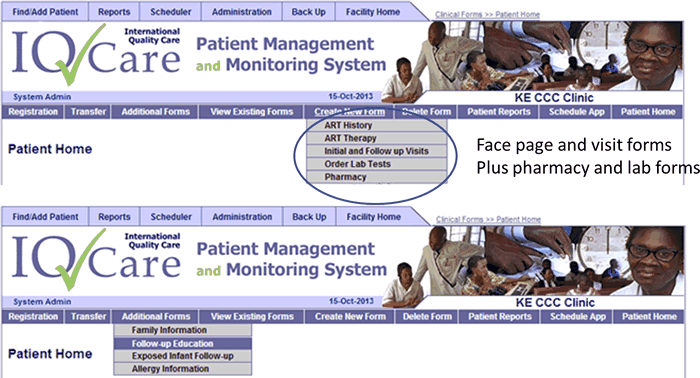 Find/Add Patient Reports Scheduler Administration Back Up Facility Home
Clinical Forms >> Patient Home
International
Quality Care
IQCare
Patient Management
and Monitoring System
System Admin 15-Oct-2013 KE CCC Clinic
Registration Transfer Additional Forms View Existing Forms Create New Form Delete Form Patient Reports Schedule App Patient Home
Patient Home
ART History
ART Therapy
Initial and Follow up Visits
Order Lab Tests
Pharmacy
Face page and visit forms
Plus pharmacy and lab forms
Find/Add Patient Reports Scheduler Administration Back Up Facility Home
Clinical Forms >> Patient Home
International
Quality Care
IQCare
Patient Management
and Monitoring System
System Admin 15-Oct-2013 KE CCC Clinic
Registration Transfer Additional Forms View Existing Forms Create New Form Delete Form Patient Reports Schedule App Patient Home
Patient Home
Family Information
Follow-up Education
Exposed Infant Follow-up
Allergy Information